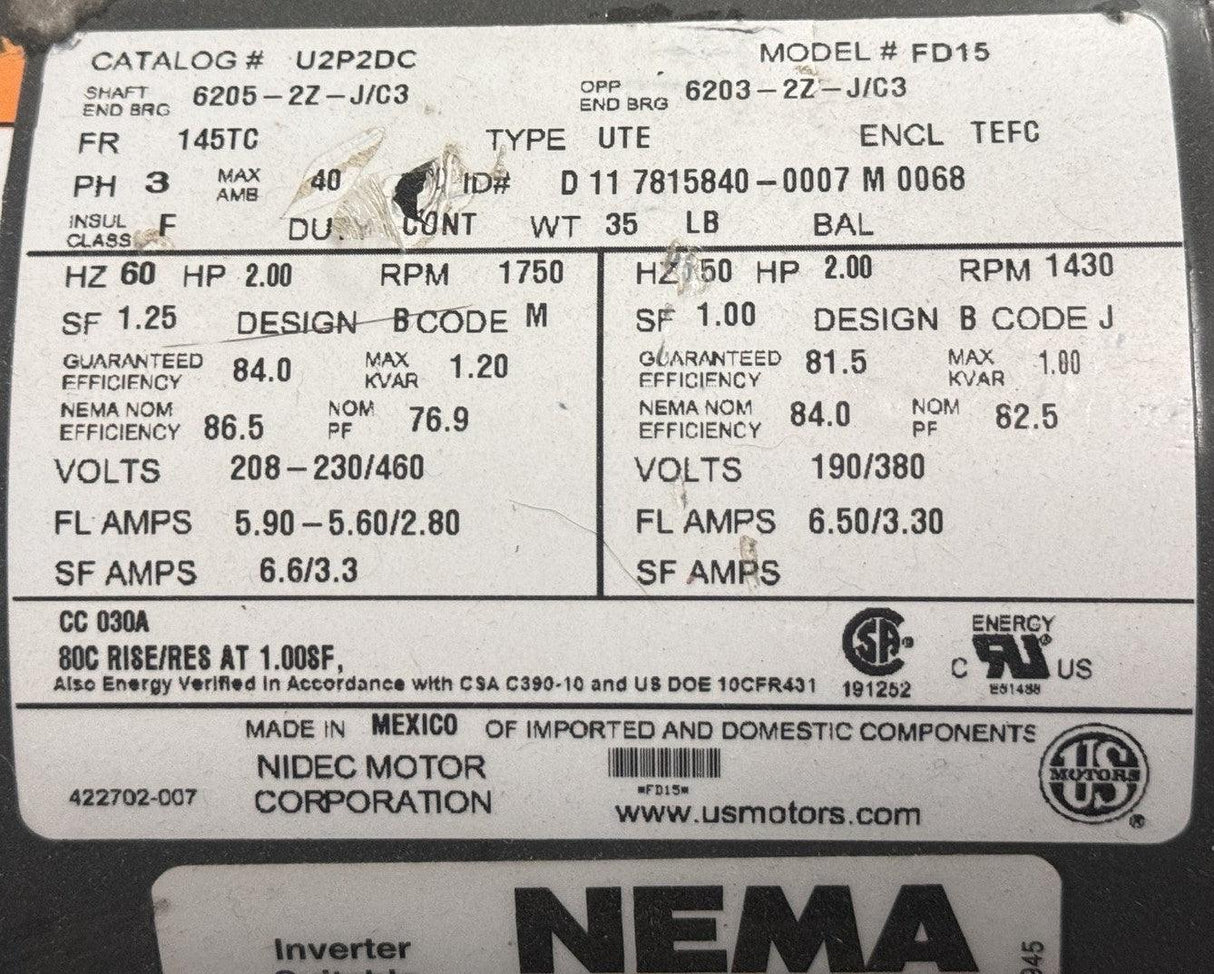 CATALOG # U2P2DC MODEL # FD15
SHAFT END BRG 6205-2Z-J/C3 OPP END BRG 6203-2Z-J/C3
FR 145TC TYPE UTE ENCL TEFC
PH 3 MAX AMB 40 ID# D 11 7815840-0007 M 0068
INSUL CLASS F DU Y CONT WT 35 LB BAL
HZ 60 HP 2.00 RPM 1750
SF 1.25 DESIGN B CODE M
GUARANTEED EFFICIENCY 84.0 MAX KVAR 1.20
NEMA NOM EFFICIENCY 86.5 NOM PF 76.9
VOLTS 208-230/460
FL AMPS 5.90-5.60/2.80
SF AMPS 6.6/3.3
HZ 50 HP 2.00 RPM 1430
SF 1.00 DESIGN B CODE J
GUARANTEED EFFICIENCY 81.5 MAX KVAR
NEMA NOM EFFICIENCY 84.0 NOM PF 82.5
VOLTS 190/380
FL AMPS 6.50/3.30
SF AMPS
CC 030A
80C RISE/RES AT 1.00SF,
Also Energy Verified in Accordance with CSA C390-10 and US DOE 10CFR431
SA ®
191252
ENERGY
C UL ® US
E51488
MADE IN MEXICO OF IMPORTED AND DOMESTIC COMPONENTS
NIDEC MOTOR
CORPORATION
422702-007
*FD15*
www.usmotors.com
US
MOTORS
®
Inverter
NEMA
945